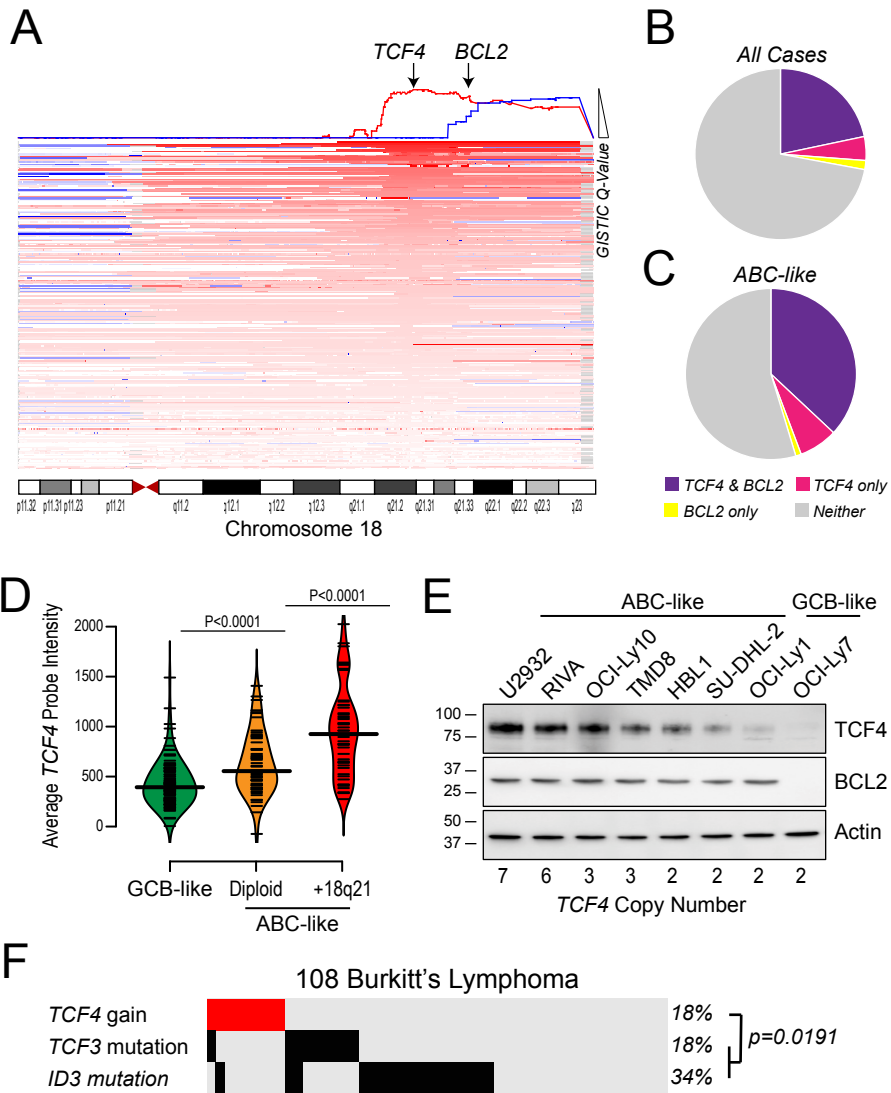 A
TCF4 BCL2
GISTIC Q-Value
p11.32 p11.31 p11.23 p11.21 q11.2 q12.1 q12.3 q21.1 q21.2 q21.31 q21.33 q22.1 q22.3
Chromosome 18
B
All Cases
C
ABC-like
TCF4 & BCL2 TCF4 only
BCL2 only Neither
D
P<0.0001
P<0.0001
Average TCF4 Probe Intensity
2000
1500
1000
500
0
GCB-like Diploid +18q21
ABC-like
E
ABC-like GCB-like
U2932 RIVA OCI-Ly10 TMD8 HBL1 SU-DHL-2 OCI-Ly1 OCI-Ly7
100
75
TCF4
37
25
BCL2
50
37
Actin
7 6 3 3 2 2 2 2
TCF4 Copy Number
F
108 Burkitt's Lymphoma
TCF4 gain 18%
TCF3 mutation 18%
ID3 mutation 34%
p=0.0191